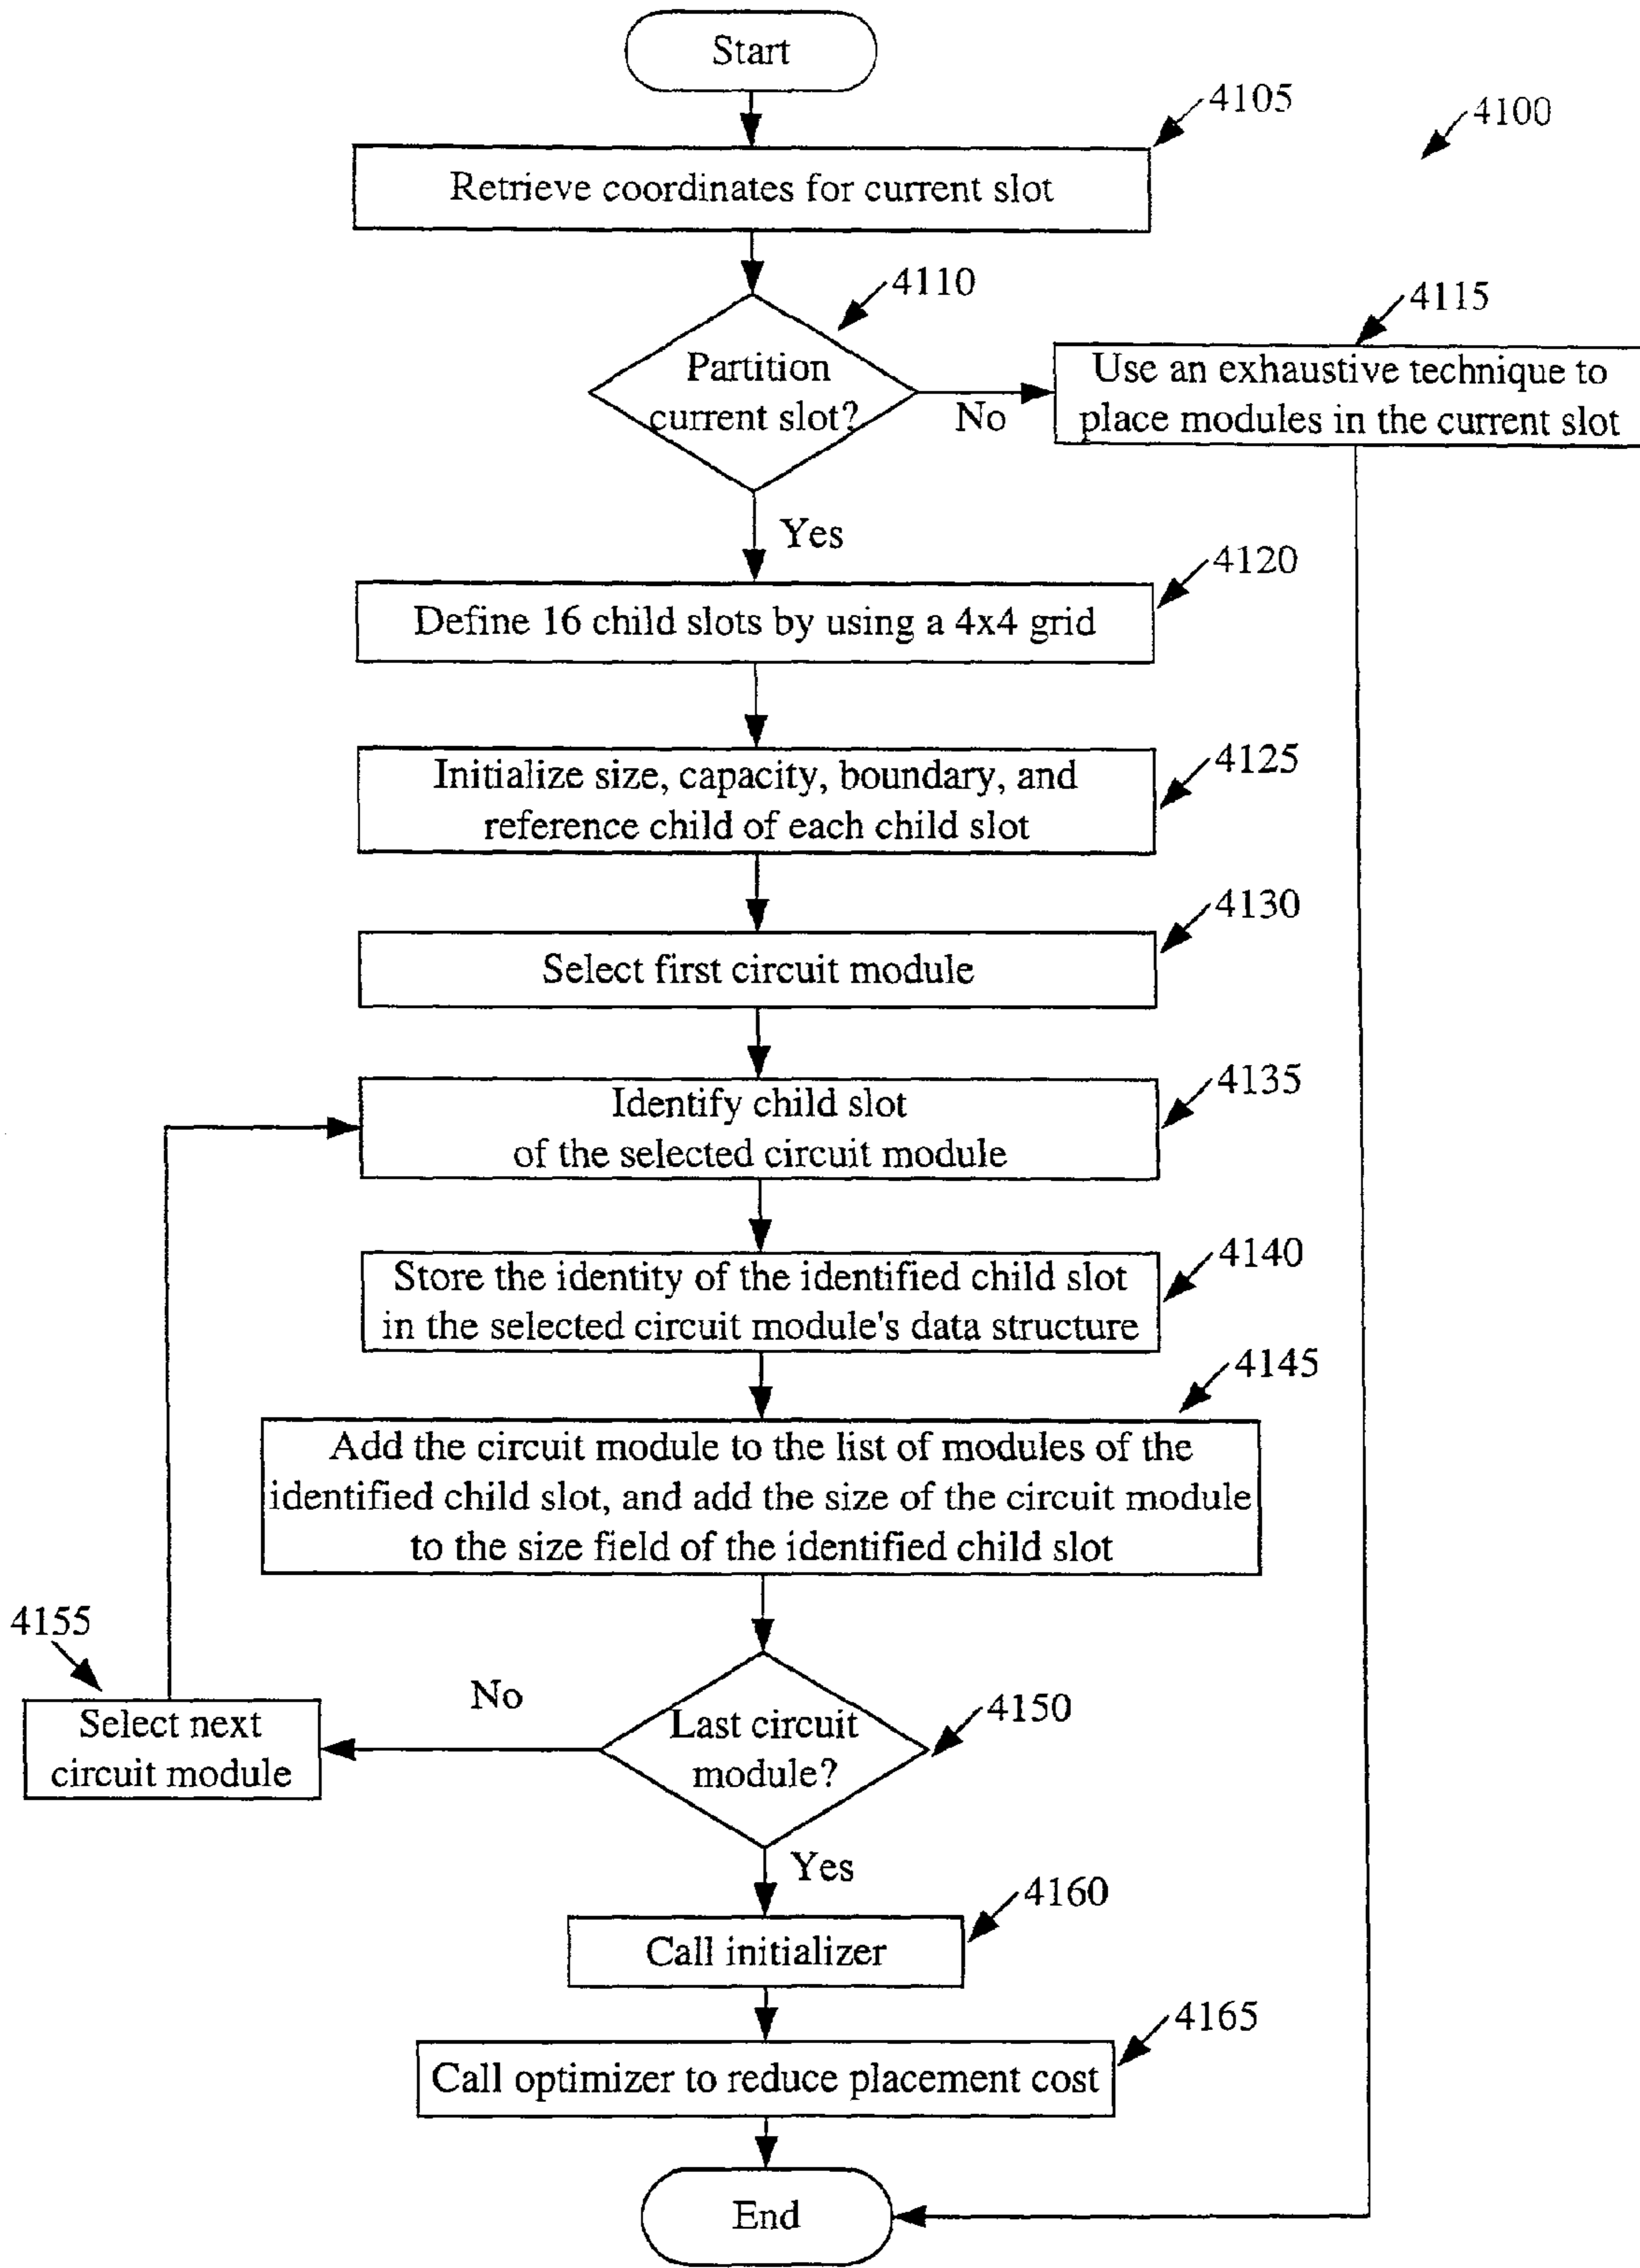 Start
4105
4100
Retrieve coordinates for current slot
4110
4115
Partition
current slot?
No
Use an exhaustive technique to
place modules in the current slot
Yes
4120
Define 16 child slots by using a 4x4 grid
4125
Initialize size, capacity, boundary, and
reference child of each child slot
4130
Select first circuit module
4135
Identify child slot
of the selected circuit module
4140
Store the identity of the identified child slot
in the selected circuit module's data structure
4145
Add the circuit module to the list of modules of the
identified child slot, and add the size of the circuit module
to the size field of the identified child slot
4155
Select next
circuit module
No
4150
Last circuit
module?
Yes
4160
Call initializer
4165
Call optimizer to reduce placement cost
End